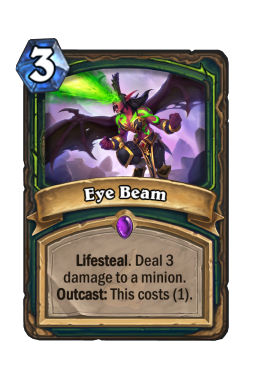 3
Eye Beam
Lifesteal. Deal 3
damage to a minion.
Outcast: This costs (1).